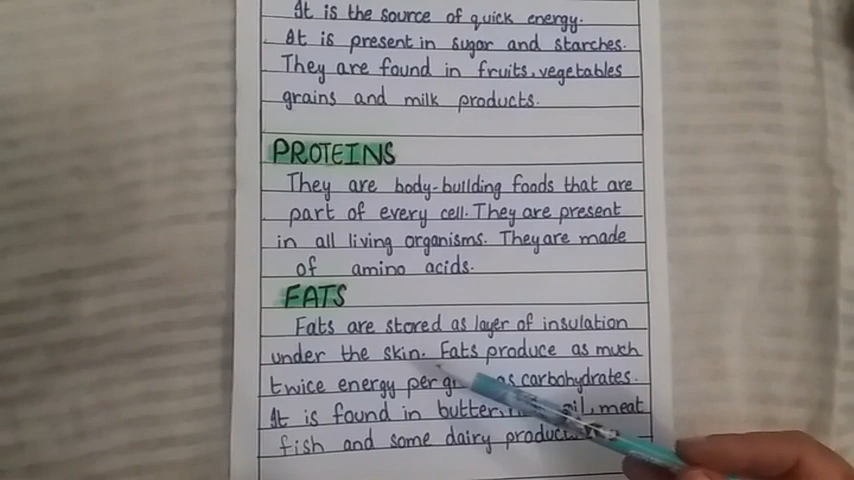 It is the source of quick energy.
It is present in sugar and starches.
They are found in fruits, vegetables
grains and milk products.
PROTEINS
They are body-building foods that are
part of every cell. They are present
in all living organisms. They are made
of amino acids.
FATS
Fats are stored as layer of insulation
under the skin. Fats produce as much
twice energy per as carbohydrates.
It is found in butter, meat
fish and some dairy